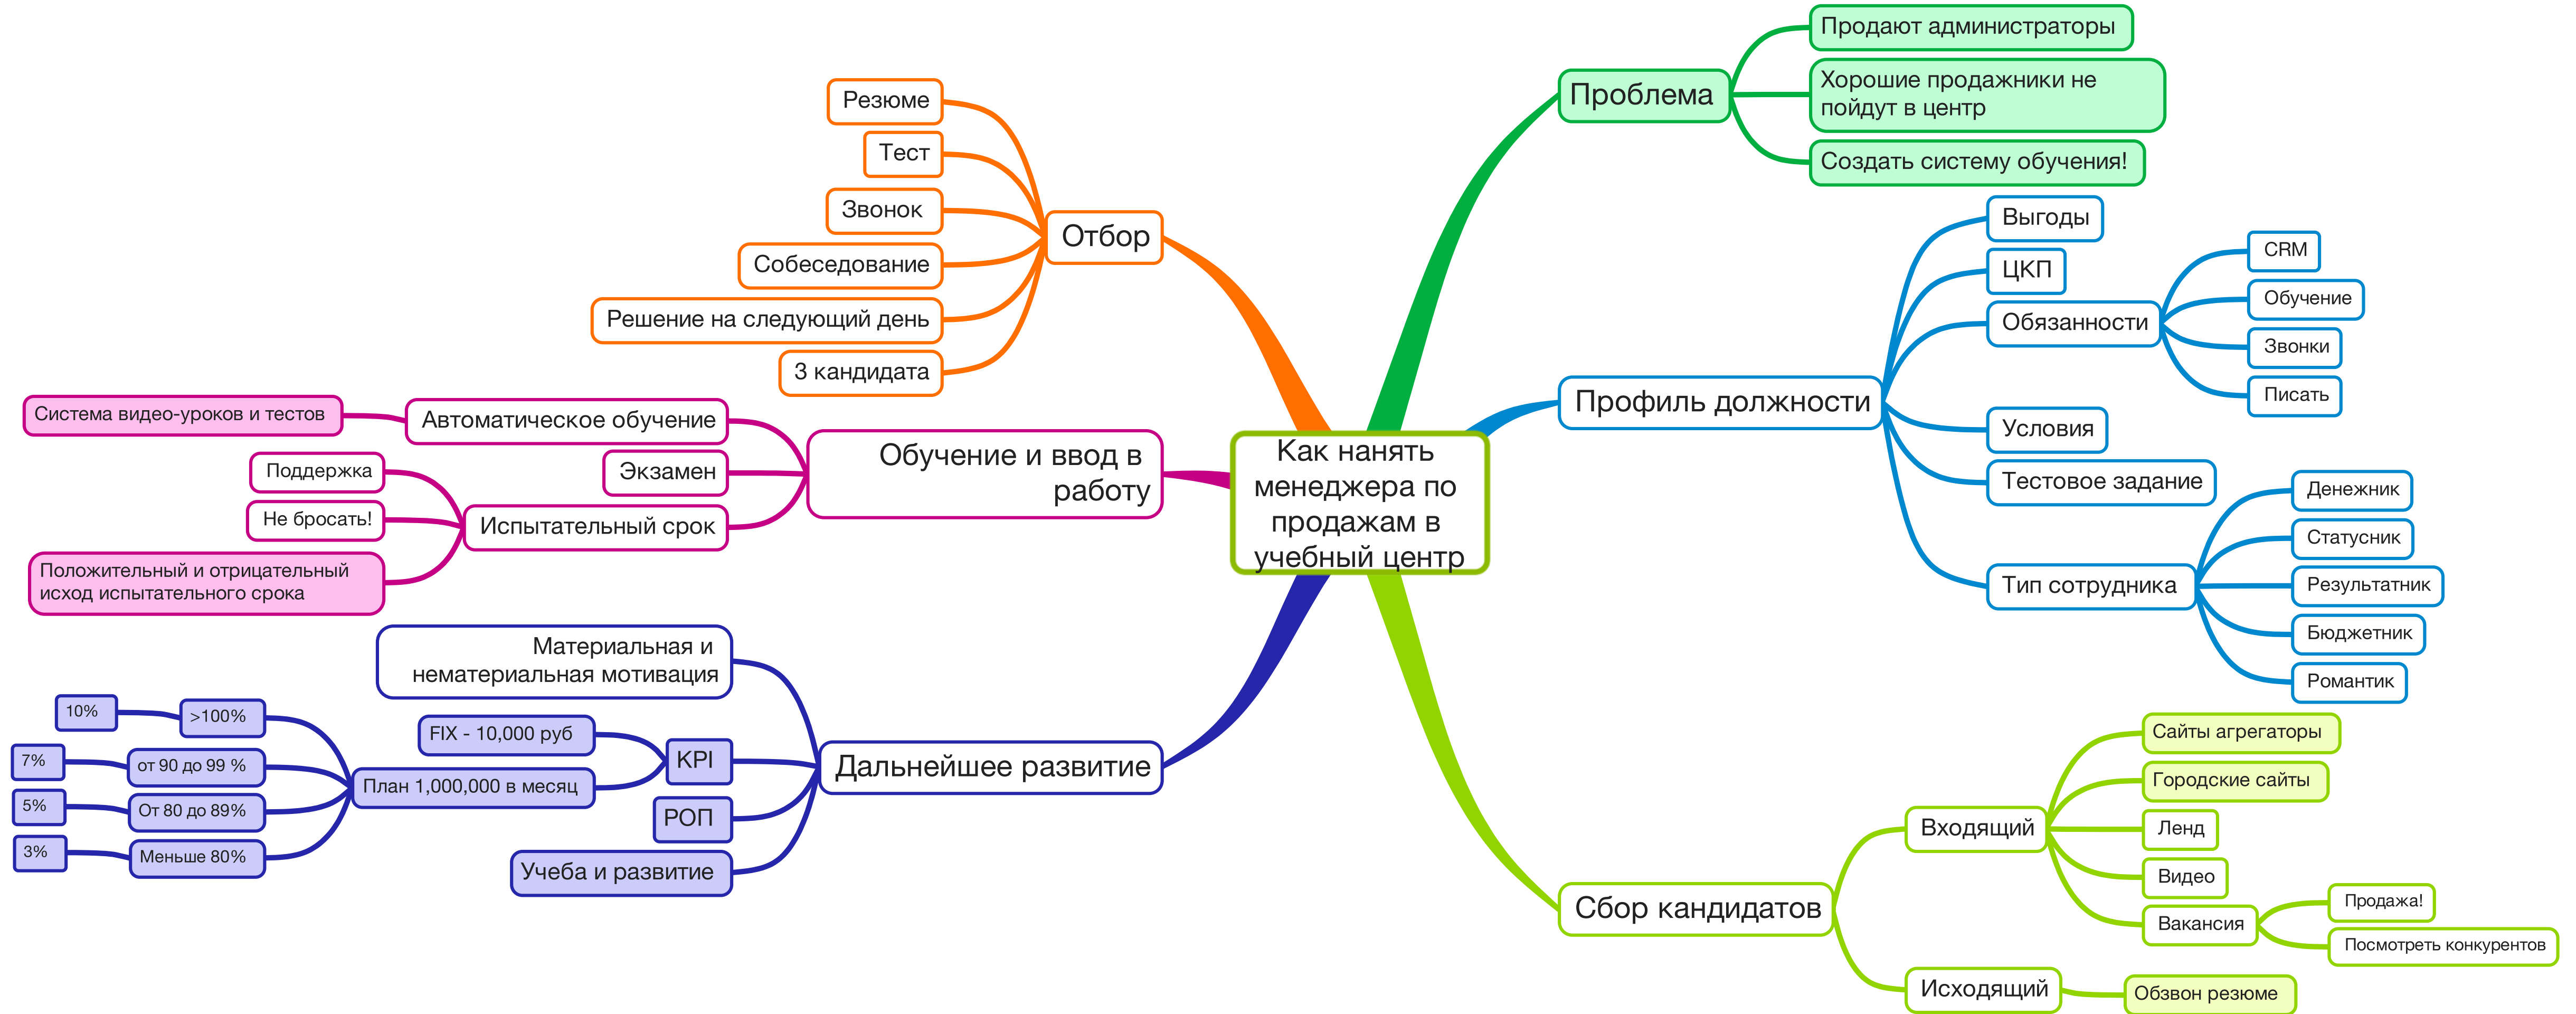 Как нанять
менеджера по
продажам в
учебный центр
Проблема
Продают администраторы
Хорошие продажники не
пойдут в центр
Создать систему обучения!
Профиль должности
Выгоды
ЦКП
Обязанности
CRM
Обучение
Звонки
Писать
Условия
Тестовое задание
Тип сотрудника
Денежник
Статусник
Результатник
Бюджетник
Романтик
Сбор кандидатов
Входящий
Сайты агрегаторы
Городские сайты
Ленд
Видео
Вакансия
Продажа!
Посмотреть конкурентов
Исходящий
Обзвон резюме
Отбор
Резюме
Тест
Звонок
Собеседование
Решение на следующий день
3 кандидата
Обучение и ввод в
работу
Автоматическое обучение
Система видео-уроков и тестов
Экзамен
Испытательный срок
Поддержка
Не бросать!
Положительный и отрицательный
исход испытательного срока
Дальнейшее развитие
Материальная и
нематериальная мотивация
KPI
FIX - 10,000 руб
План 1,000,000 в месяц
>100%
10%
от 90 до 99 %
7%
От 80 до 89%
5%
Меньше 80%
3%
РОП
Учеба и развитие